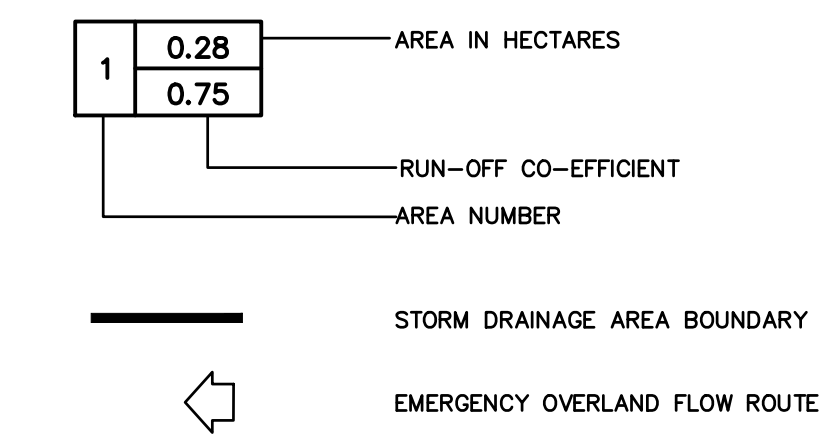 1
0.28
0.75
AREA IN HECTARES
RUN-OFF CO-EFFICIENT
AREA NUMBER
STORM DRAINAGE AREA BOUNDARY
EMERGENCY OVERLAND FLOW ROUTE